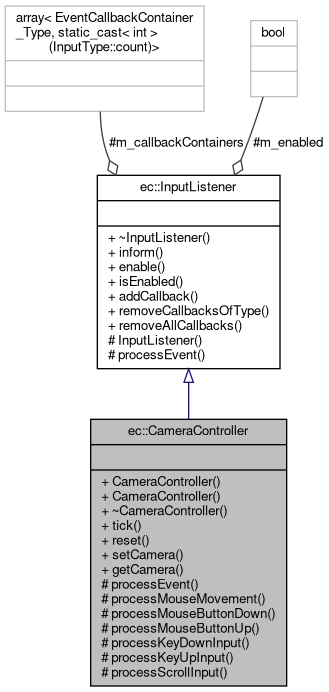 array< EventCallbackContainer
_Type, static_cast< int >
(InputType::count)>
bool
#m_callbackContainers
#m_enabled
ec::InputListener
+ ~InputListener()
+ inform()
+ enable()
+ isEnabled()
+ addCallback()
+ removeCallbacksOfType()
+ removeAllCallbacks()
# InputListener()
# processEvent()
ec::CameraController
+ CameraController()
+ CameraController()
+ ~CameraController()
+ tick()
+ reset()
+ setCamera()
+ getCamera()
# processEvent()
# processMouseMovement()
# processMouseButtonDown()
# processMouseButtonUp()
# processKeyDownInput()
# processKeyUpInput()
# processScrollInput()